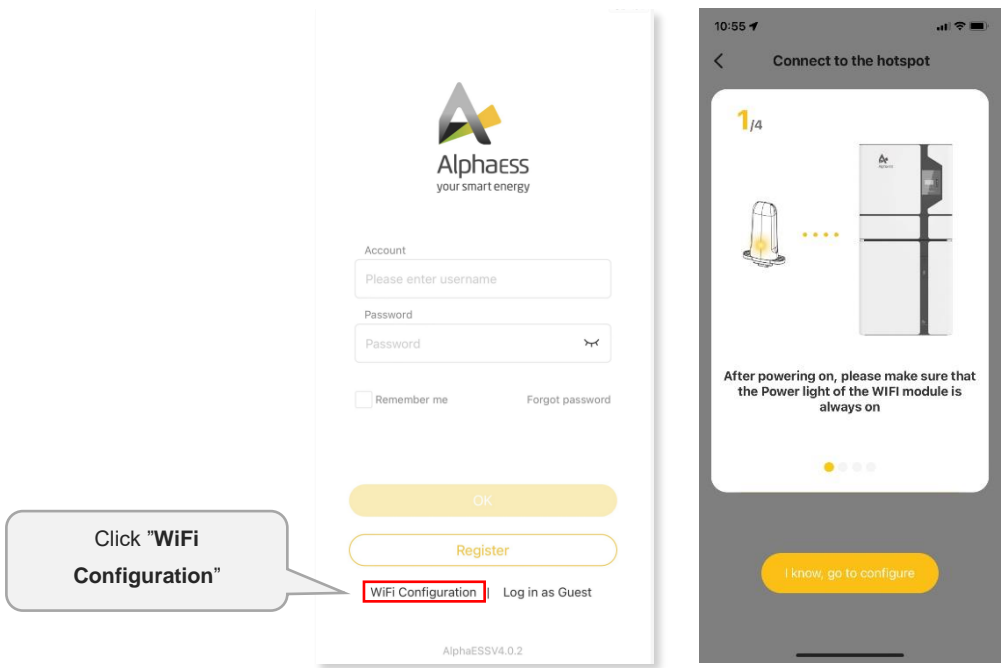 AlphaESS
your smart energy
Account
Please enter username
Password
Password
Remember me
Forgot password
OK
Register
WiFi Configuration | Log in as Guest
AlphaESSV4.0.2
Click ”WiFi
Configuration”
10:55
Connect to the hotspot
1/4
After powering on, please make sure that
the Power light of the WIFI module is
always on
I know, go to configure